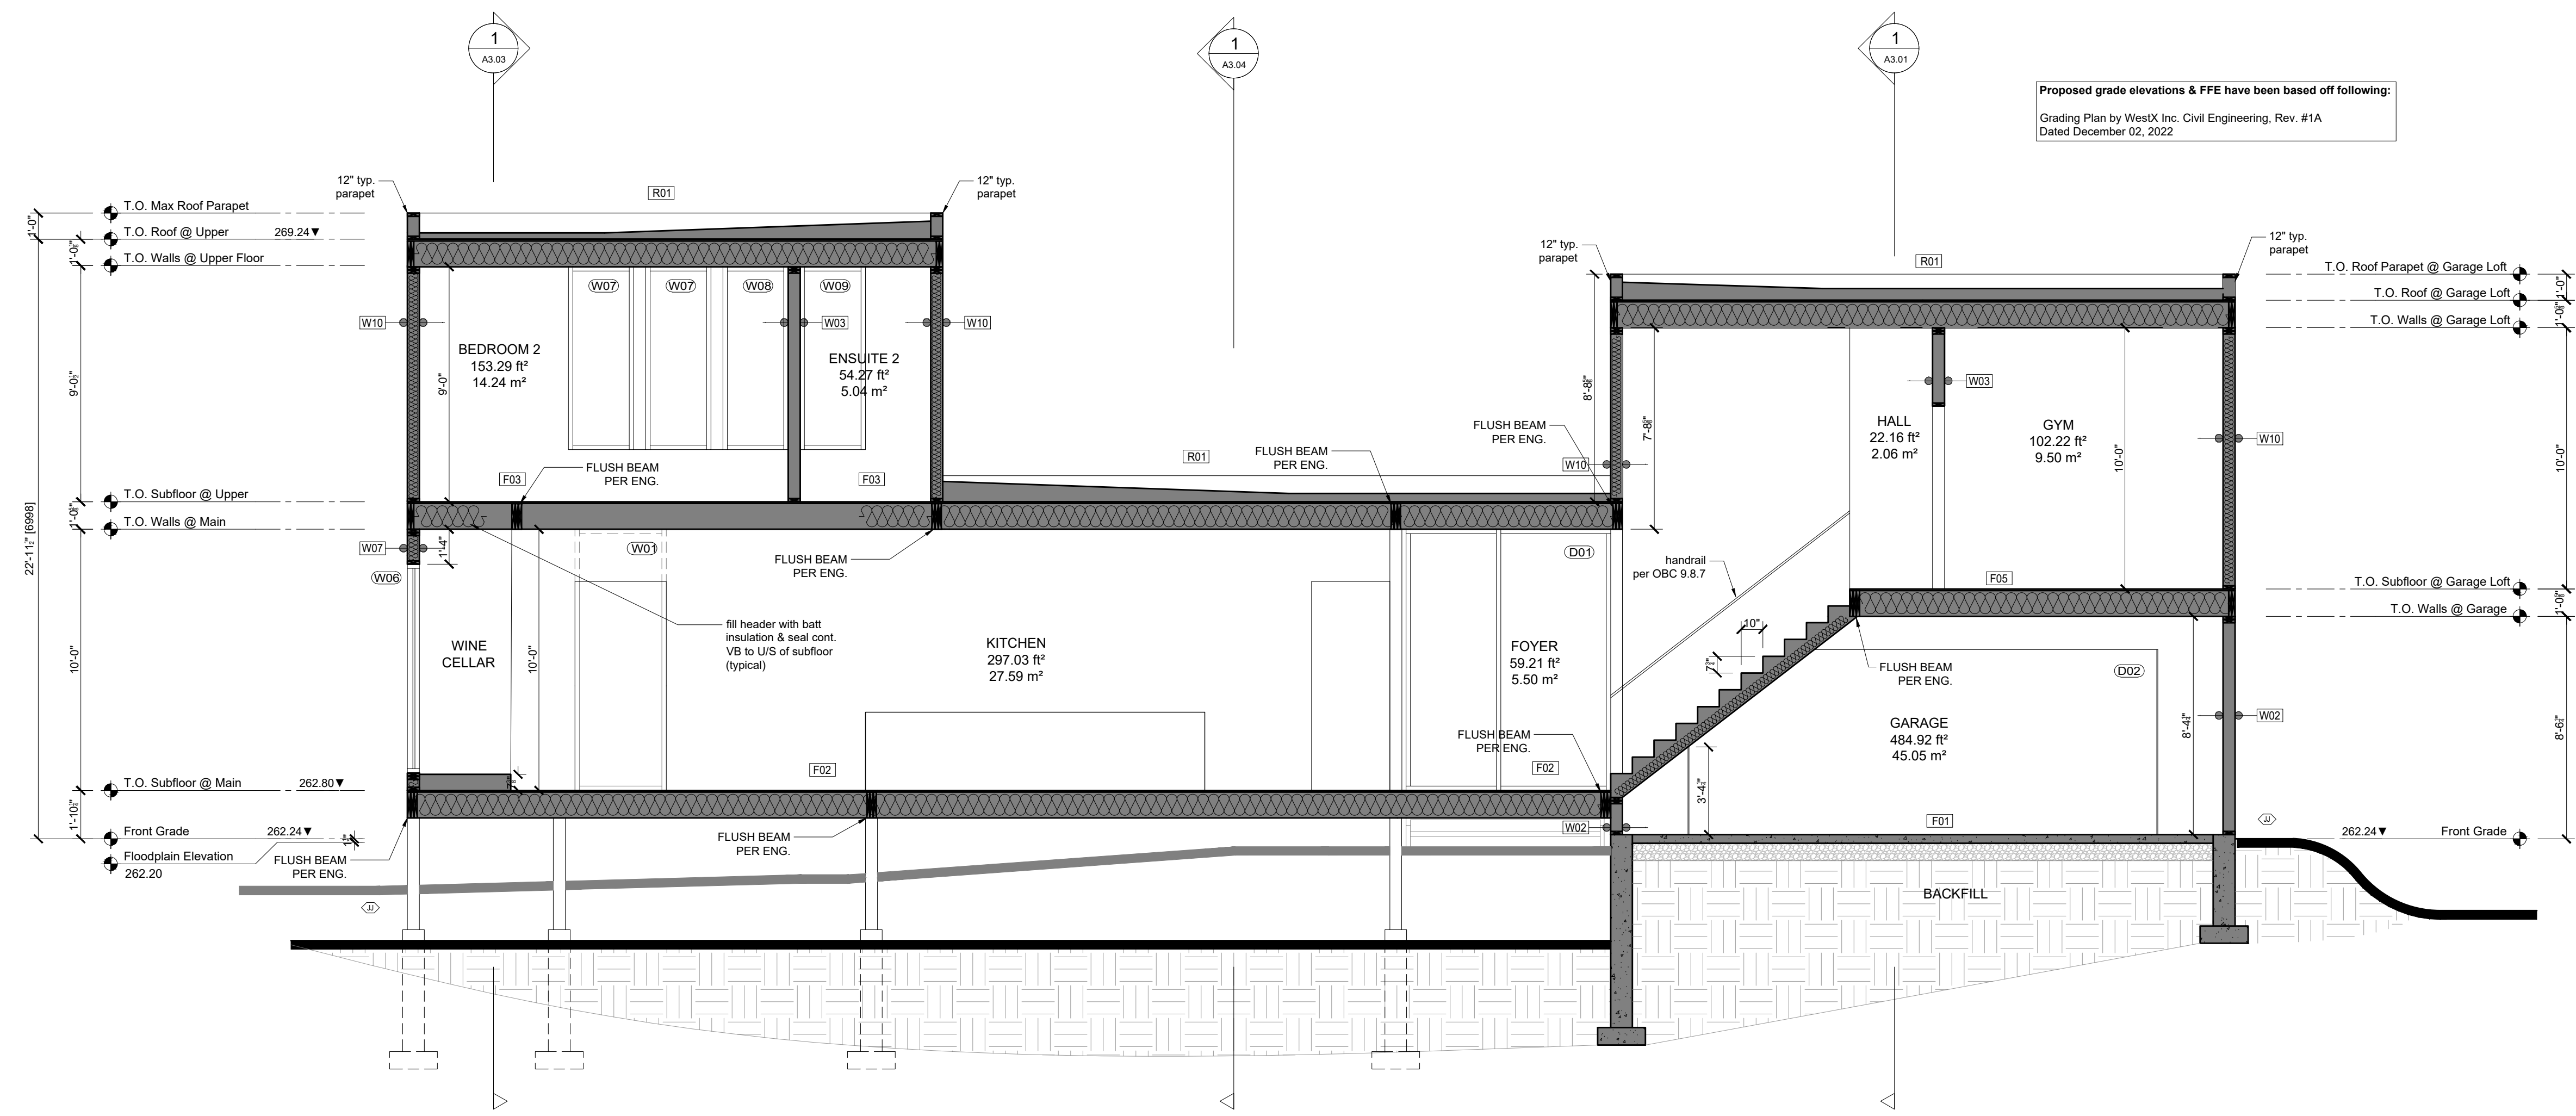 1
A3.03
1
A3.04
1
A3.01
Proposed grade elevations & FFE have been based off following:
Grading Plan by WestX Inc. Civil Engineering, Rev. #1A
Dated December 02, 2022
12" typ.
parapet
R01
12" typ.
parapet
T.O. Max Roof Parapet
1'-0"
T.O. Roof @ Upper
269.24
T.O. Walls @ Upper Floor
W07
W07
W08
W09
W10
W03
W10
BEDROOM 2
153.29 ft²
14.24 m²
ENSUITE 2
54.27 ft²
5.04 m²
9'-0"
9'-0½"
F03
FLUSH BEAM
PER ENG.
F03
T.O. Subfloor @ Upper
T.O. Walls @ Main
22'-11½" [6998]
R01
FLUSH BEAM
PER ENG.
FLUSH BEAM
PER ENG.
12" typ.
parapet
R01
12" typ.
parapet
T.O. Roof Parapet @ Garage Loft
1'-0"
T.O. Roof @ Garage Loft
T.O. Walls @ Garage Loft
W03
W10
W10
HALL
22.16 ft²
2.06 m²
GYM
102.22 ft²
9.50 m²
10'-0"
10'-0"
W07
1'-4"
W06
W01
FLUSH BEAM
PER ENG.
D01
handrail
per OBC 9.8.7
F05
T.O. Subfloor @ Garage Loft
T.O. Walls @ Garage
10'-0"
WINE
CELLAR
10'-0"
fill header with batt
insulation & seal cont.
VB to U/S of subfloor
(typical)
KITCHEN
297.03 ft²
27.59 m²
FOYER
59.21 ft²
5.50 m²
10"
FLUSH BEAM
PER ENG.
D02
GARAGE
484.92 ft²
45.05 m²
W02
FLUSH BEAM
PER ENG.
F02
F02
T.O. Subfloor @ Main
262.80
Front Grade
262.24
Floodplain Elevation
262.20
FLUSH BEAM
PER ENG.
FLUSH BEAM
PER ENG.
W02
F01
JJ
262.24
Front Grade
BACKFILL
JJ